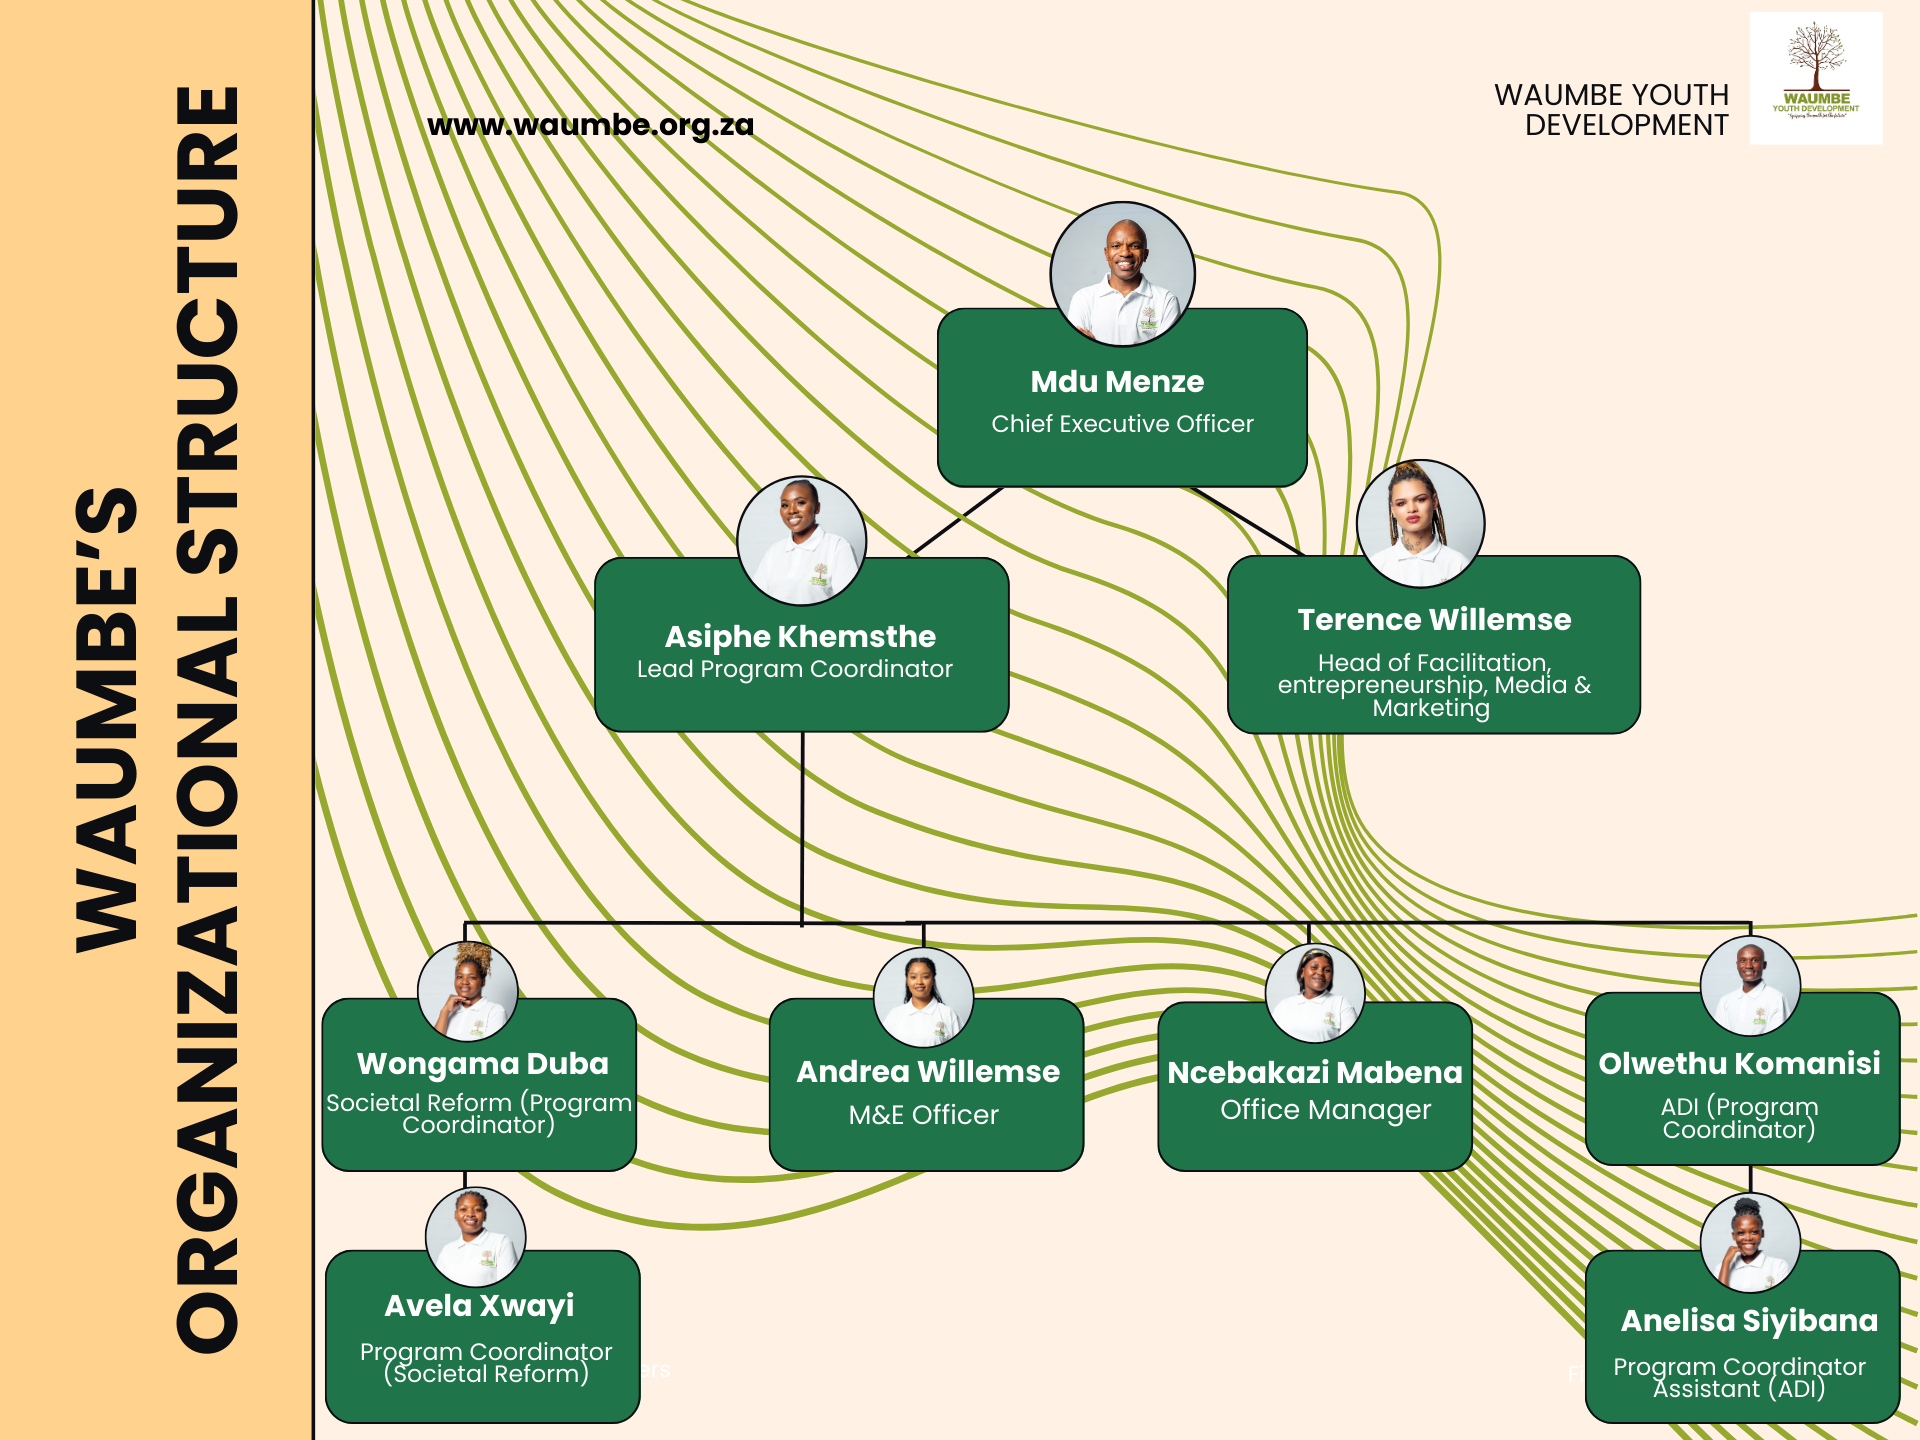 WAUMBE'S
ORGANIZATIONAL STRUCTURE
www.waumbe.org.za
WAUMBE YOUTH
DEVELOPMENT
WAUMBE
YOUTH DEVELOPMENT
Mdu Menze
Chief Executive Officer
Asiphe Khemsthe
Lead Program Coordinator
Terence Willemse
Head of Facilitation,
entrepreneurship, Media &
Marketing
Wongama Duba
Societal Reform (Program
Coordinator)
Andrea Willemse
M&E Officer
Ncebakazi Mabena
Office Manager
Olwethu Komanisi
ADI (Program
Coordinator)
Avela Xwayi
Program Coordinator
(Societal Reform)
Anelisa Siyibana
Program Coordinator
Assistant (ADI)